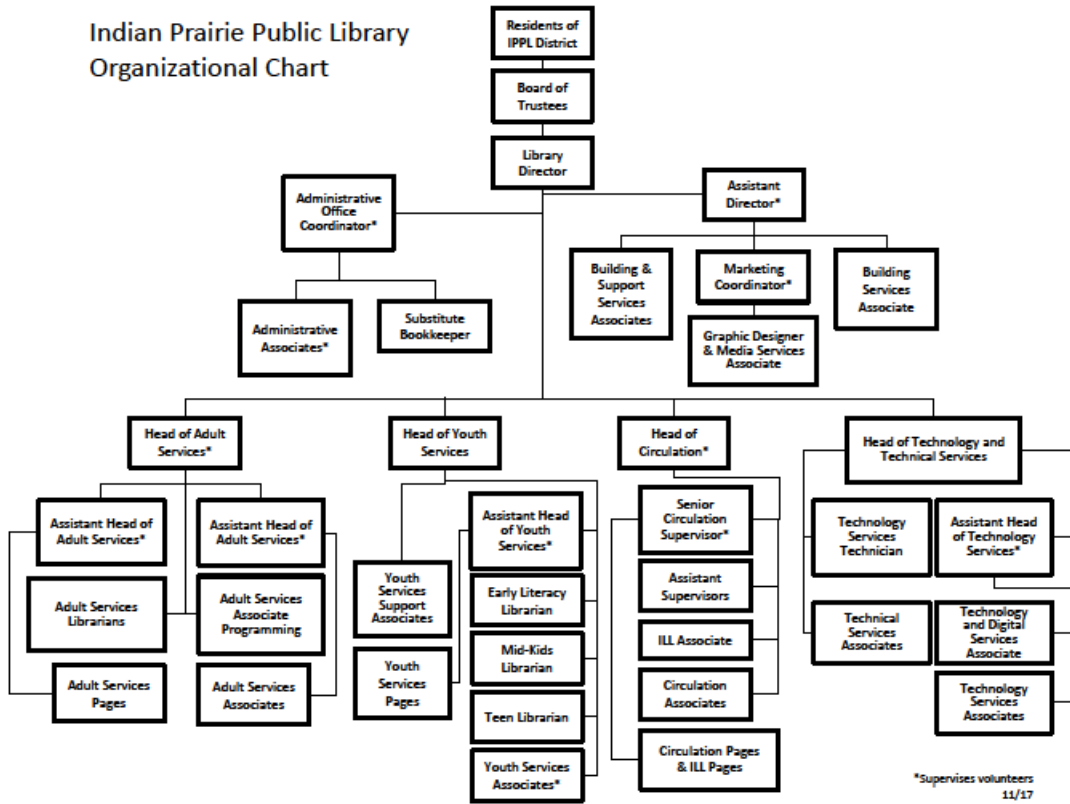 Indian Prairie Public Library
Organizational Chart
Residents of
IPPL District
Board of
Trustees
Library
Director
Administrative
Office
Coordinator*
Assistant
Director*
Administrative
Associates*
Substitute
Bookkeeper
Building &
Support
Services
Associates
Marketing
Coordinator*
Building
Services
Associate
Graphic Designer
& Media Services
Associate
Head of Adult
Services*
Head of Youth
Services
Head of
Circulation*
Head of Technology and
Technical Services
Assistant Head of
Adult Services*
Assistant Head of
Adult Services*
Adult Services
Librarians
Adult Services
Associate
Programming
Adult Services
Pages
Adult Services
Associates
Youth
Services
Support
Associates
Youth
Services
Pages
Assistant Head
of Youth
Services*
Early Literacy
Librarian
Mid-Kids
Librarian
Teen Librarian
Youth Services
Associates*
Senior
Circulation
Supervisor*
Assistant
Supervisors
ILL Associate
Circulation
Associates
Circulation Pages
& ILL Pages
Technology
Services
Technician
Assistant Head
of Technology
Services*
Technical
Services
Associates
Technology
and Digital
Services
Associate
Technology
Services
Associates
*Supervises volunteers
11/17